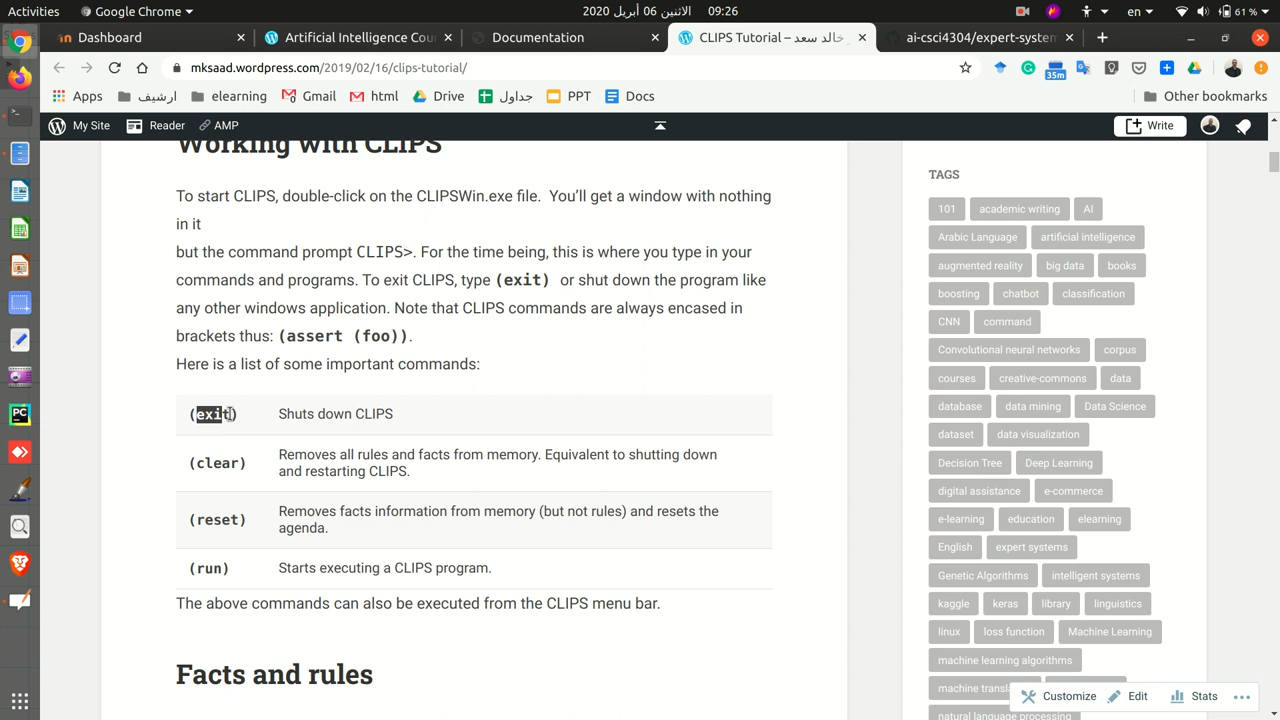 Activities
Google Chrome
الاثنين 06 أبريل 2020 09:26
en
61 %
Dashboard
Artificial Intelligence Cou
Documentation
CLIPS Tutorial – خالد سعد
ai-csci4304/expert-system
mksaad.wordpress.com/2019/02/16/clips-tutorial/
35m
Apps
ارشيف
elearning
Gmail
html
Drive
جداول
PPT
Docs
Other bookmarks
My Site
Reader
AMP
Write
Working with CLIPS
To start CLIPS, double-click on the CLIPSWin.exe file. You’ll get a window with nothing
in it
but the command prompt CLIPS>. For the time being, this is where you type in your
commands and programs. To exit CLIPS, type (exit) or shut down the program like
any other windows application. Note that CLIPS commands are always encased in
brackets thus: (assert (foo)).
Here is a list of some important commands:
(exit) Shuts down CLIPS
(clear) Removes all rules and facts from memory. Equivalent to shutting down
and restarting CLIPS.
(reset) Removes facts information from memory (but not rules) and resets the
agenda.
(run) Starts executing a CLIPS program.
The above commands can also be executed from the CLIPS menu bar.
Facts and rules
TAGS
101 academic writing AI
Arabic Language artificial intelligence
augmented reality big data books
boosting chatbot classification
CNN command
Convolutional neural networks corpus
courses creative-commons data
database data mining Data Science
dataset data visualization
Decision Tree Deep Learning
digital assistance e-commerce
e-learning education elearning
English expert systems
Genetic Algorithms intelligent systems
kaggle keras library linguistics
linux loss function Machine Learning
machine learning algorithms
machine transl
natural language processing
Customize Edit Stats